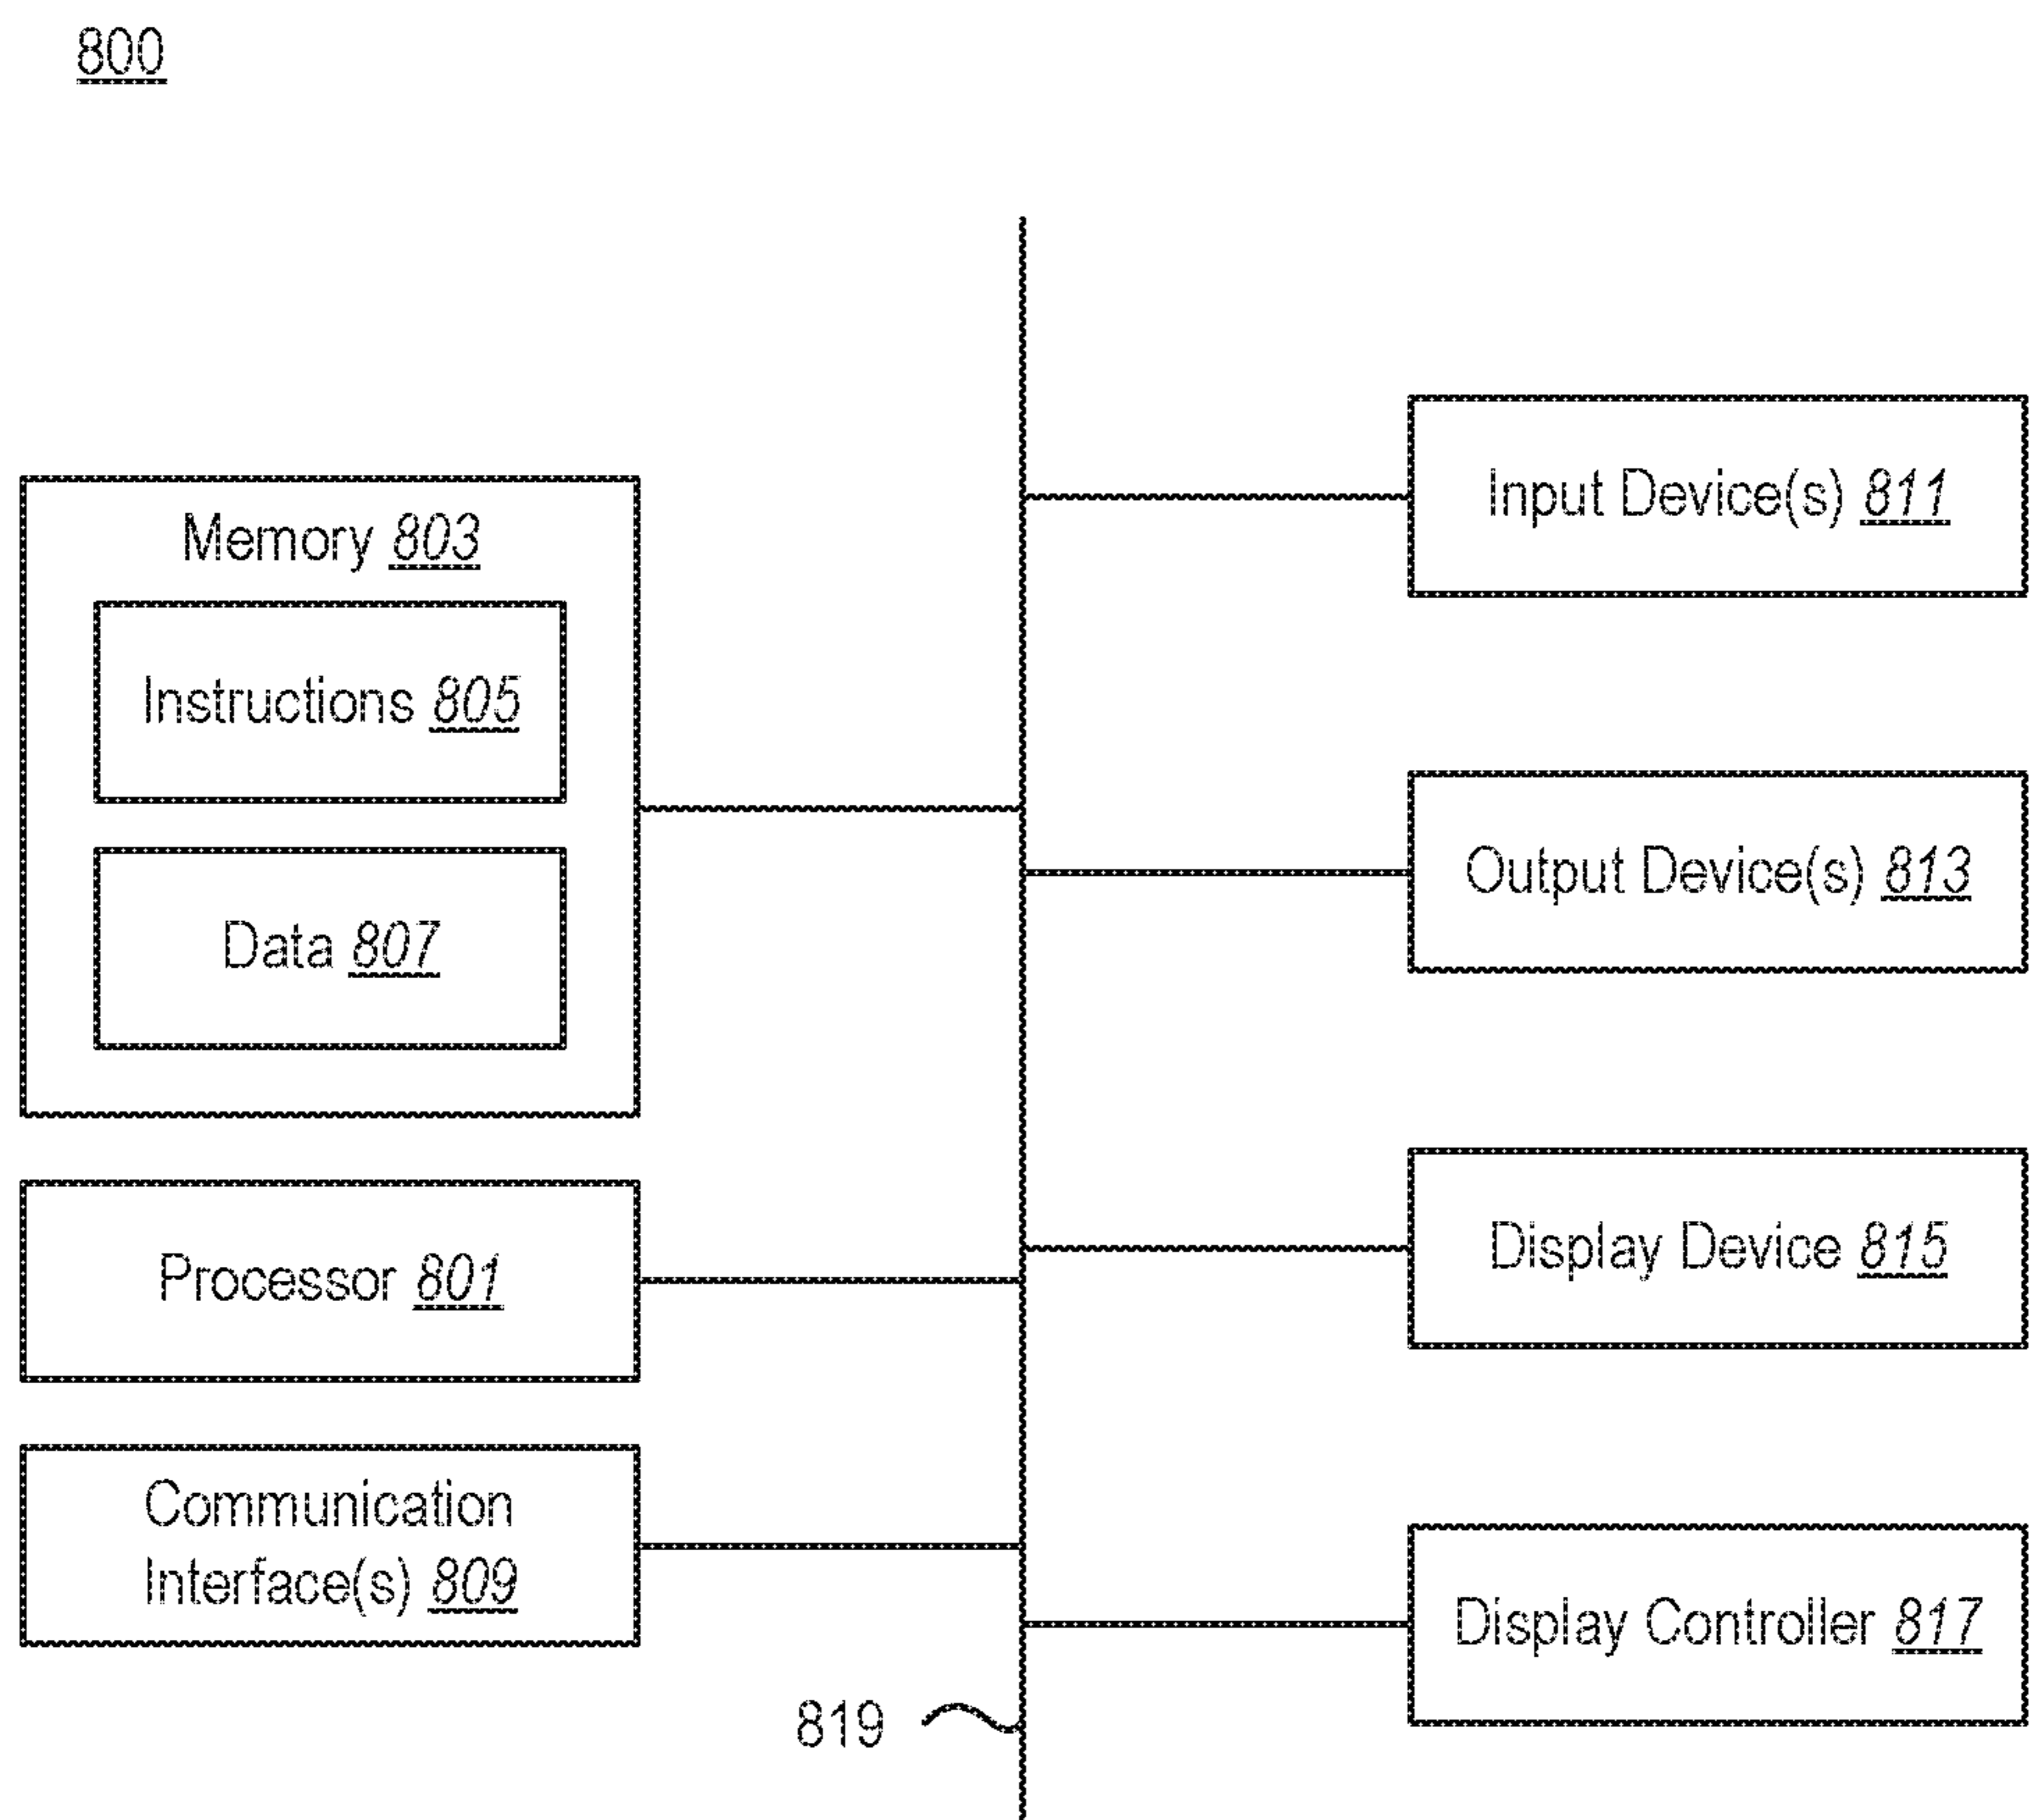 800
Memory 803
Instructions 805
Data 807
Processor 801
Communication
Interface(s) 809
Input Device(s) 811
Output Device(s) 813
Display Device 815
Display Controller 817
819